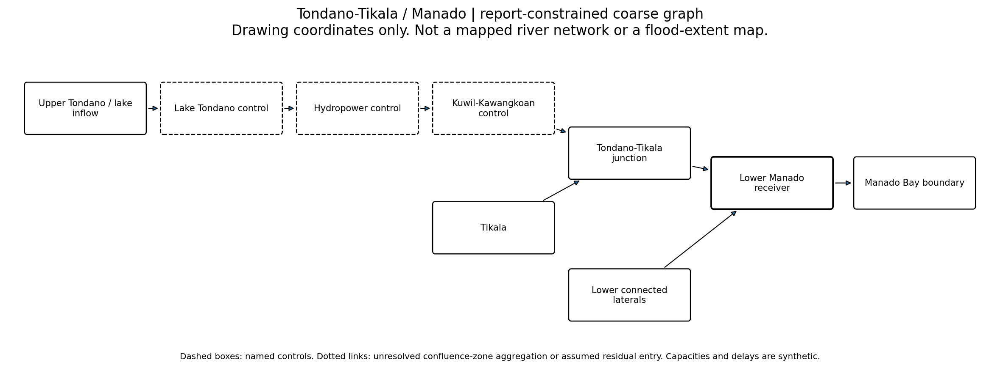 Tondano-Tikala / Manado | report-constrained coarse graph
Drawing coordinates only. Not a mapped river network or a flood-extent map.
Upper Tondano / lake
inflow
Lake Tondano control
Hydropower control
Kuwil-Kawangkoan
control
Tondano-Tikala
junction
Lower Manado
receiver
Manado Bay boundary
Tikala
Lower connected
laterals
Dashed boxes: named controls. Dotted links: unresolved confluence-zone aggregation or assumed residual entry. Capacities and delays are synthetic.